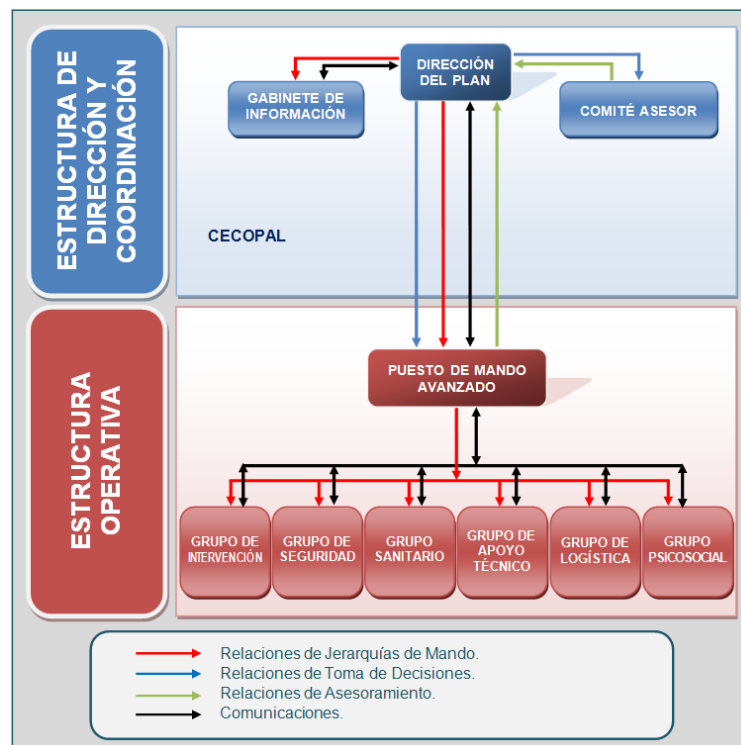 ESTRUCTURA DE
DIRECCIÓN Y
COORDINACIÓN
DIRECCIÓN
DEL PLAN
GABINETE DE
INFORMACIÓN
COMITÉ ASESOR
CECOPAL
ESTRUCTURA
OPERATIVA
PUESTO DE MANDO
AVANZADO
GRUPO DE
INTERVENCIÓN
GRUPO DE
SEGURIDAD
GRUPO
SANITARIO
GRUPO DE
APOYO
TÉCNICO
GRUPO DE
LOGÍSTICA
GRUPO
PSICOSOCIAL
Relaciones de Jerarquías de Mando.
Relaciones de Toma de Decisiones.
Relaciones de Asesoramiento.
Comunicaciones.